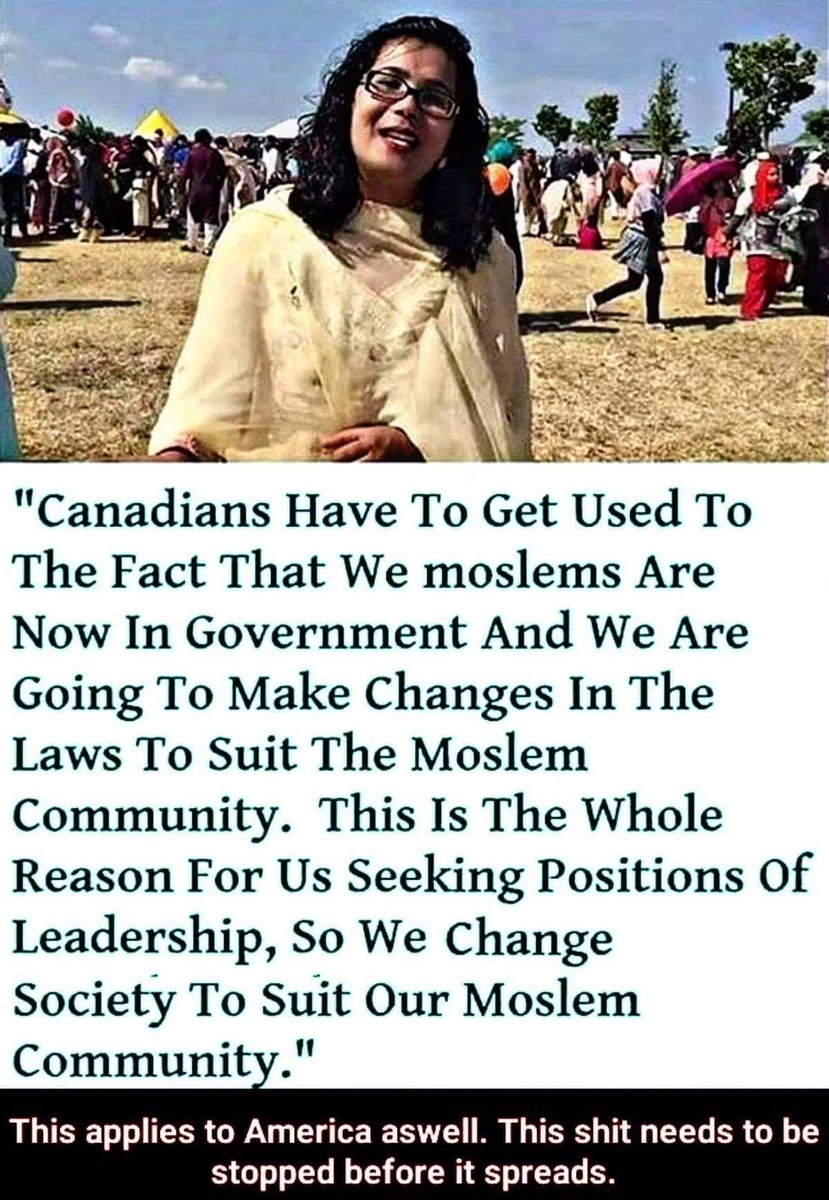 "Canadians Have To Get Used To
The Fact That We moslems Are
Now In Government And We Are
Going To Make Changes In The
Laws To Suit The Moslem
Community. This Is The Whole
Reason For Us Seeking Positions Of
Leadership, So We Change
Society To Suit Our Moslem
Community."
This applies to America aswell. This shit needs to be
stopped before it spreads.